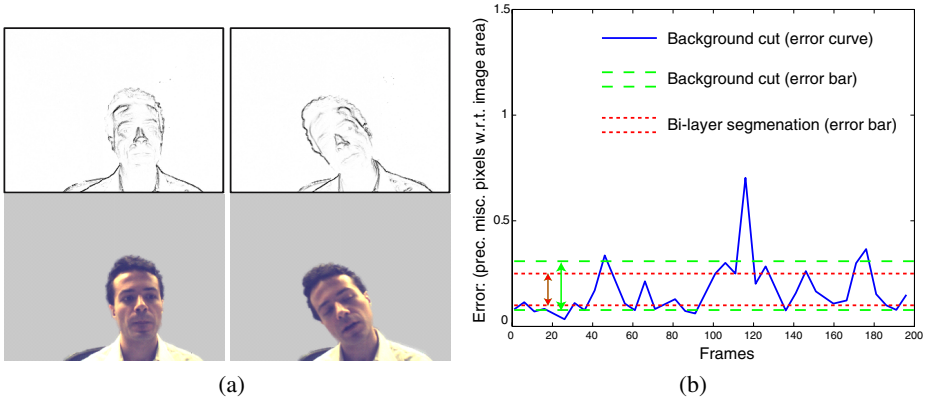 1.5
1
0.5
0
Error. (prec. misc. pixels w.r.t. image area)
Background cut (error curve)
Background cut (error bar)
Bi-layer segmenation (error bar)
0 20 40 60 80 100 120 140 160 180 200
Frames
(a)
(b)